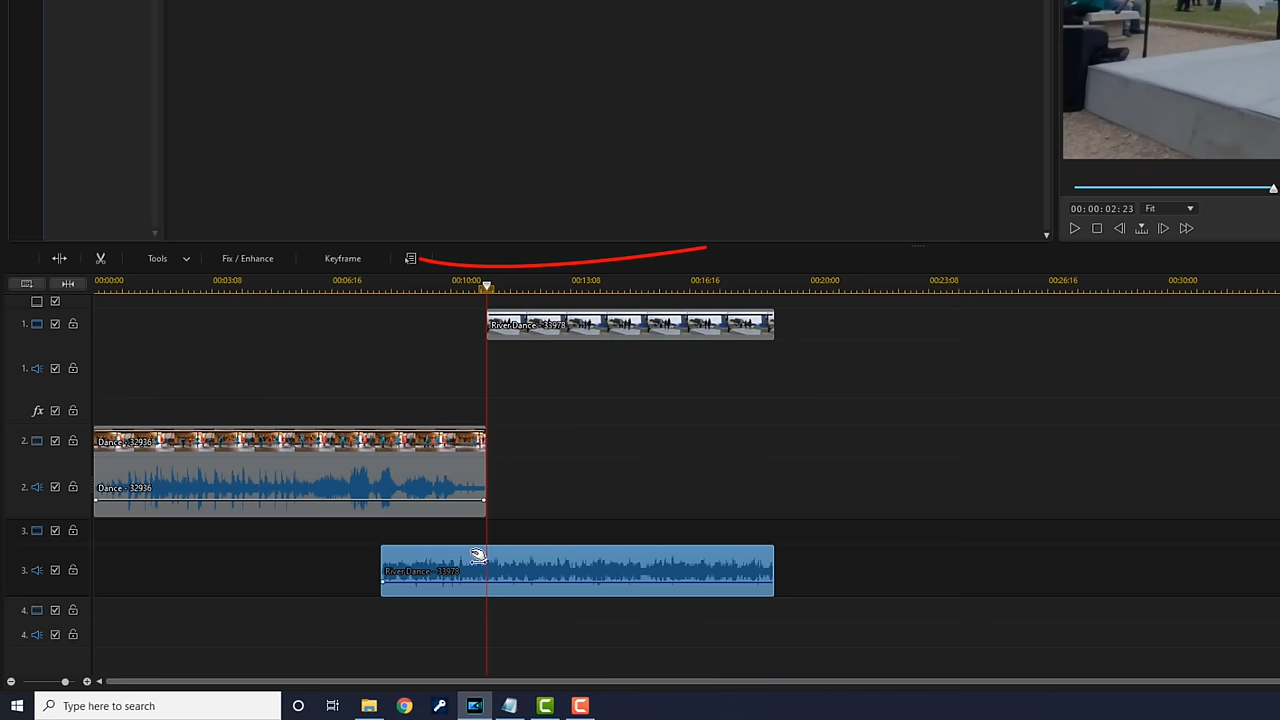 00:00:02:23 Fit
Tools Fix / Enhance Keyframe
00:00:00 00:03:08 00:06:16 00:10:00 00:13:08 00:16:16 00:20:00 00:23:08 00:26:16 00:30:00
1. River Dance - 33978
1.
fx
2. Dance - 32936
2. Dance - 32936
3.
3. River Dance - 33978
4.
4.
Type here to search